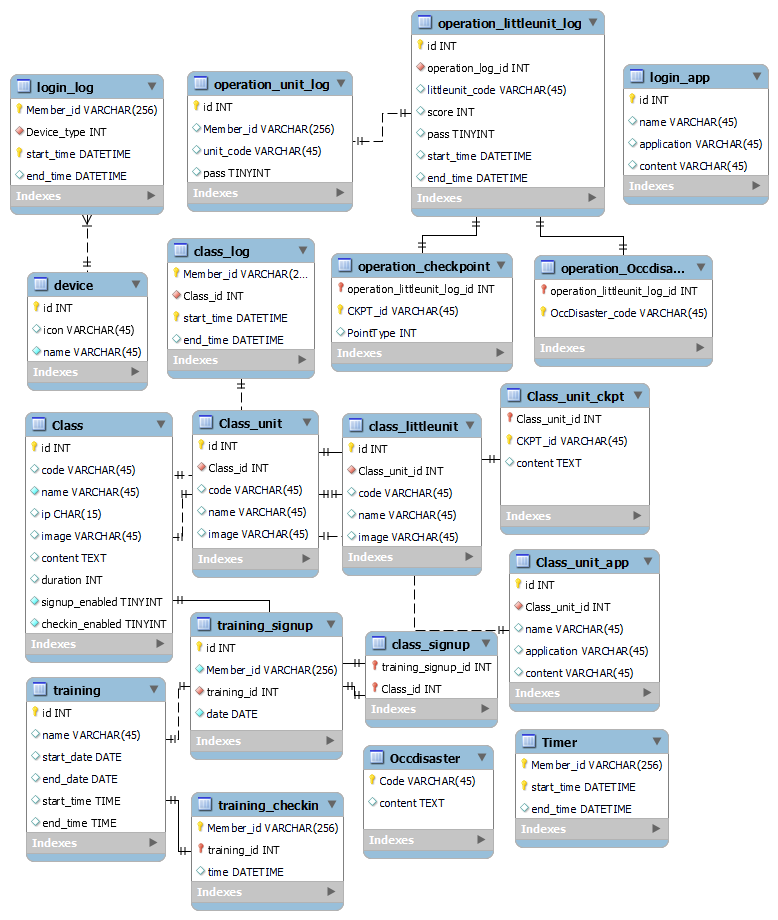 operation_littleunit_log
id INT
operation_log_id INT
littleunit_code VARCHAR(45)
score INT
pass TINYINT
start_time DATETIME
end_time DATETIME
Indexes
login_app
id INT
name VARCHAR(45)
application VARCHAR(45)
content VARCHAR(45)
Indexes
operation_unit_log
id INT
Member_id VARCHAR(256)
unit_code VARCHAR(45)
pass TINYINT
Indexes
login_log
Member_id VARCHAR(256)
Device_type INT
start_time DATETIME
end_time DATETIME
Indexes
class_log
Member_id VARCHAR(2...
Class_id INT
start_time DATETIME
end_time DATETIME
Indexes
operation_checkpoint
operation_littleunit_log_id INT
CKPT_id VARCHAR(45)
PointType INT
Indexes
operation_Occdisa...
operation_littleunit_log_id INT
OccDisaster_code VARCHAR(45)
Indexes
device
id INT
icon VARCHAR(45)
name VARCHAR(45)
Indexes
Class
id INT
code VARCHAR(45)
name VARCHAR(45)
ip CHAR(15)
image VARCHAR(45)
content TEXT
duration INT
signup_enabled TINYINT
checkin_enabled TINYINT
Indexes
Class_unit
id INT
Class_id INT
code VARCHAR(45)
name VARCHAR(45)
image VARCHAR(45)
Indexes
class_littleunit
id INT
Class_unit_id INT
code VARCHAR(45)
name VARCHAR(45)
image VARCHAR(45)
Indexes
Class_unit_ckpt
Class_unit_id INT
CKPT_id VARCHAR(45)
content TEXT
Indexes
Class_unit_app
id INT
Class_unit_id INT
name VARCHAR(45)
application VARCHAR(45)
content VARCHAR(45)
Indexes
training_signup
id INT
Member_id VARCHAR(256)
training_id INT
date DATE
Indexes
class_signup
training_signup_id INT
Class_id INT
Indexes
training
id INT
name VARCHAR(45)
start_date DATE
end_date DATE
start_time TIME
end_time TIME
Indexes
Occdisaster
Code VARCHAR(45)
content TEXT
Indexes
Timer
Member_id VARCHAR(256)
start_time DATETIME
end_time DATETIME
Indexes
training_checkin
Member_id VARCHAR(256)
training_id INT
time DATETIME
Indexes